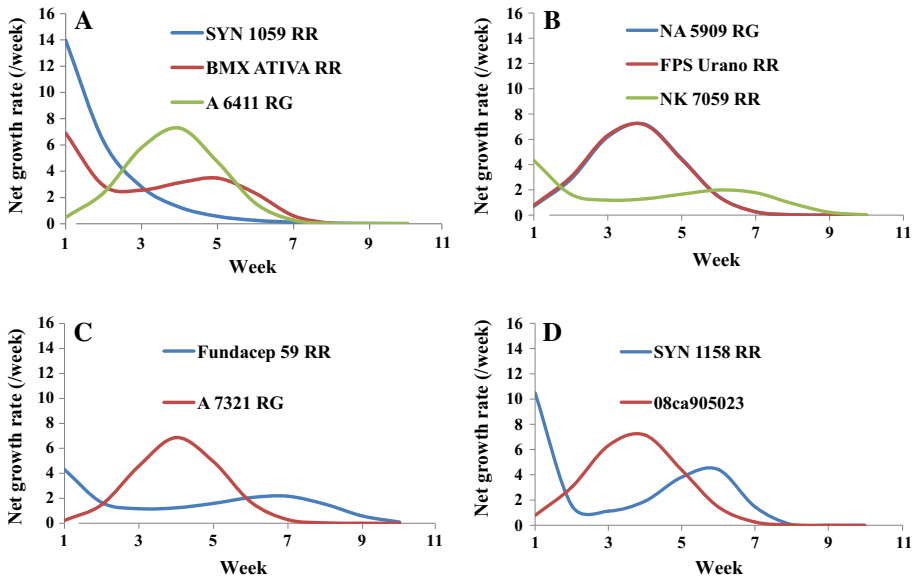 A
Net growth rate (/week)
16
14
12
10
8
6
4
2
0
SYN 1059 RR
BMX ATIVA RR
A 6411 RG
1 3 5 7 9 11
Week
B
Net growth rate (/week)
16
14
12
10
8
6
4
2
0
NA 5909 RG
FPS Urano RR
NK 7059 RR
1 3 5 7 9 11
Week
C
Net growth rate (/week)
16
14
12
10
8
6
4
2
0
Fundacep 59 RR
A 7321 RG
1 3 5 7 9 11
Week
D
Net growth rate (/week)
16
14
12
10
8
6
4
2
0
SYN 1158 RR
08ca905023
1 3 5 7 9 11
Week